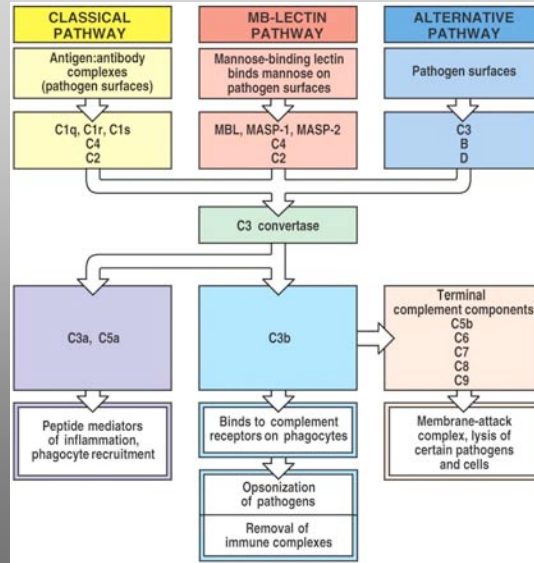 CLASSICAL
PATHWAY
MB-LECTIN
PATHWAY
ALTERNATIVE
PATHWAY
Antigen:antibody
complexes
(pathogen surfaces)
Mannose-binding lectin
binds mannose on
pathogen surfaces
Pathogen surfaces
C1q, C1r, C1s
C4
C2
MBL, MASP-1, MASP-2
C4
C2
C3
B
D
C3 convertase
C3a, C5a
C3b
Terminal
complement components
C5b
C6
C7
C8
C9
Peptide mediators
of inflammation,
phagocyte recruitment
Binds to complement
receptors on phagocytes
Opsonization
of pathogens
Removal of
immune complexes
Membrane-attack
complex, lysis of
certain pathogens
and cells